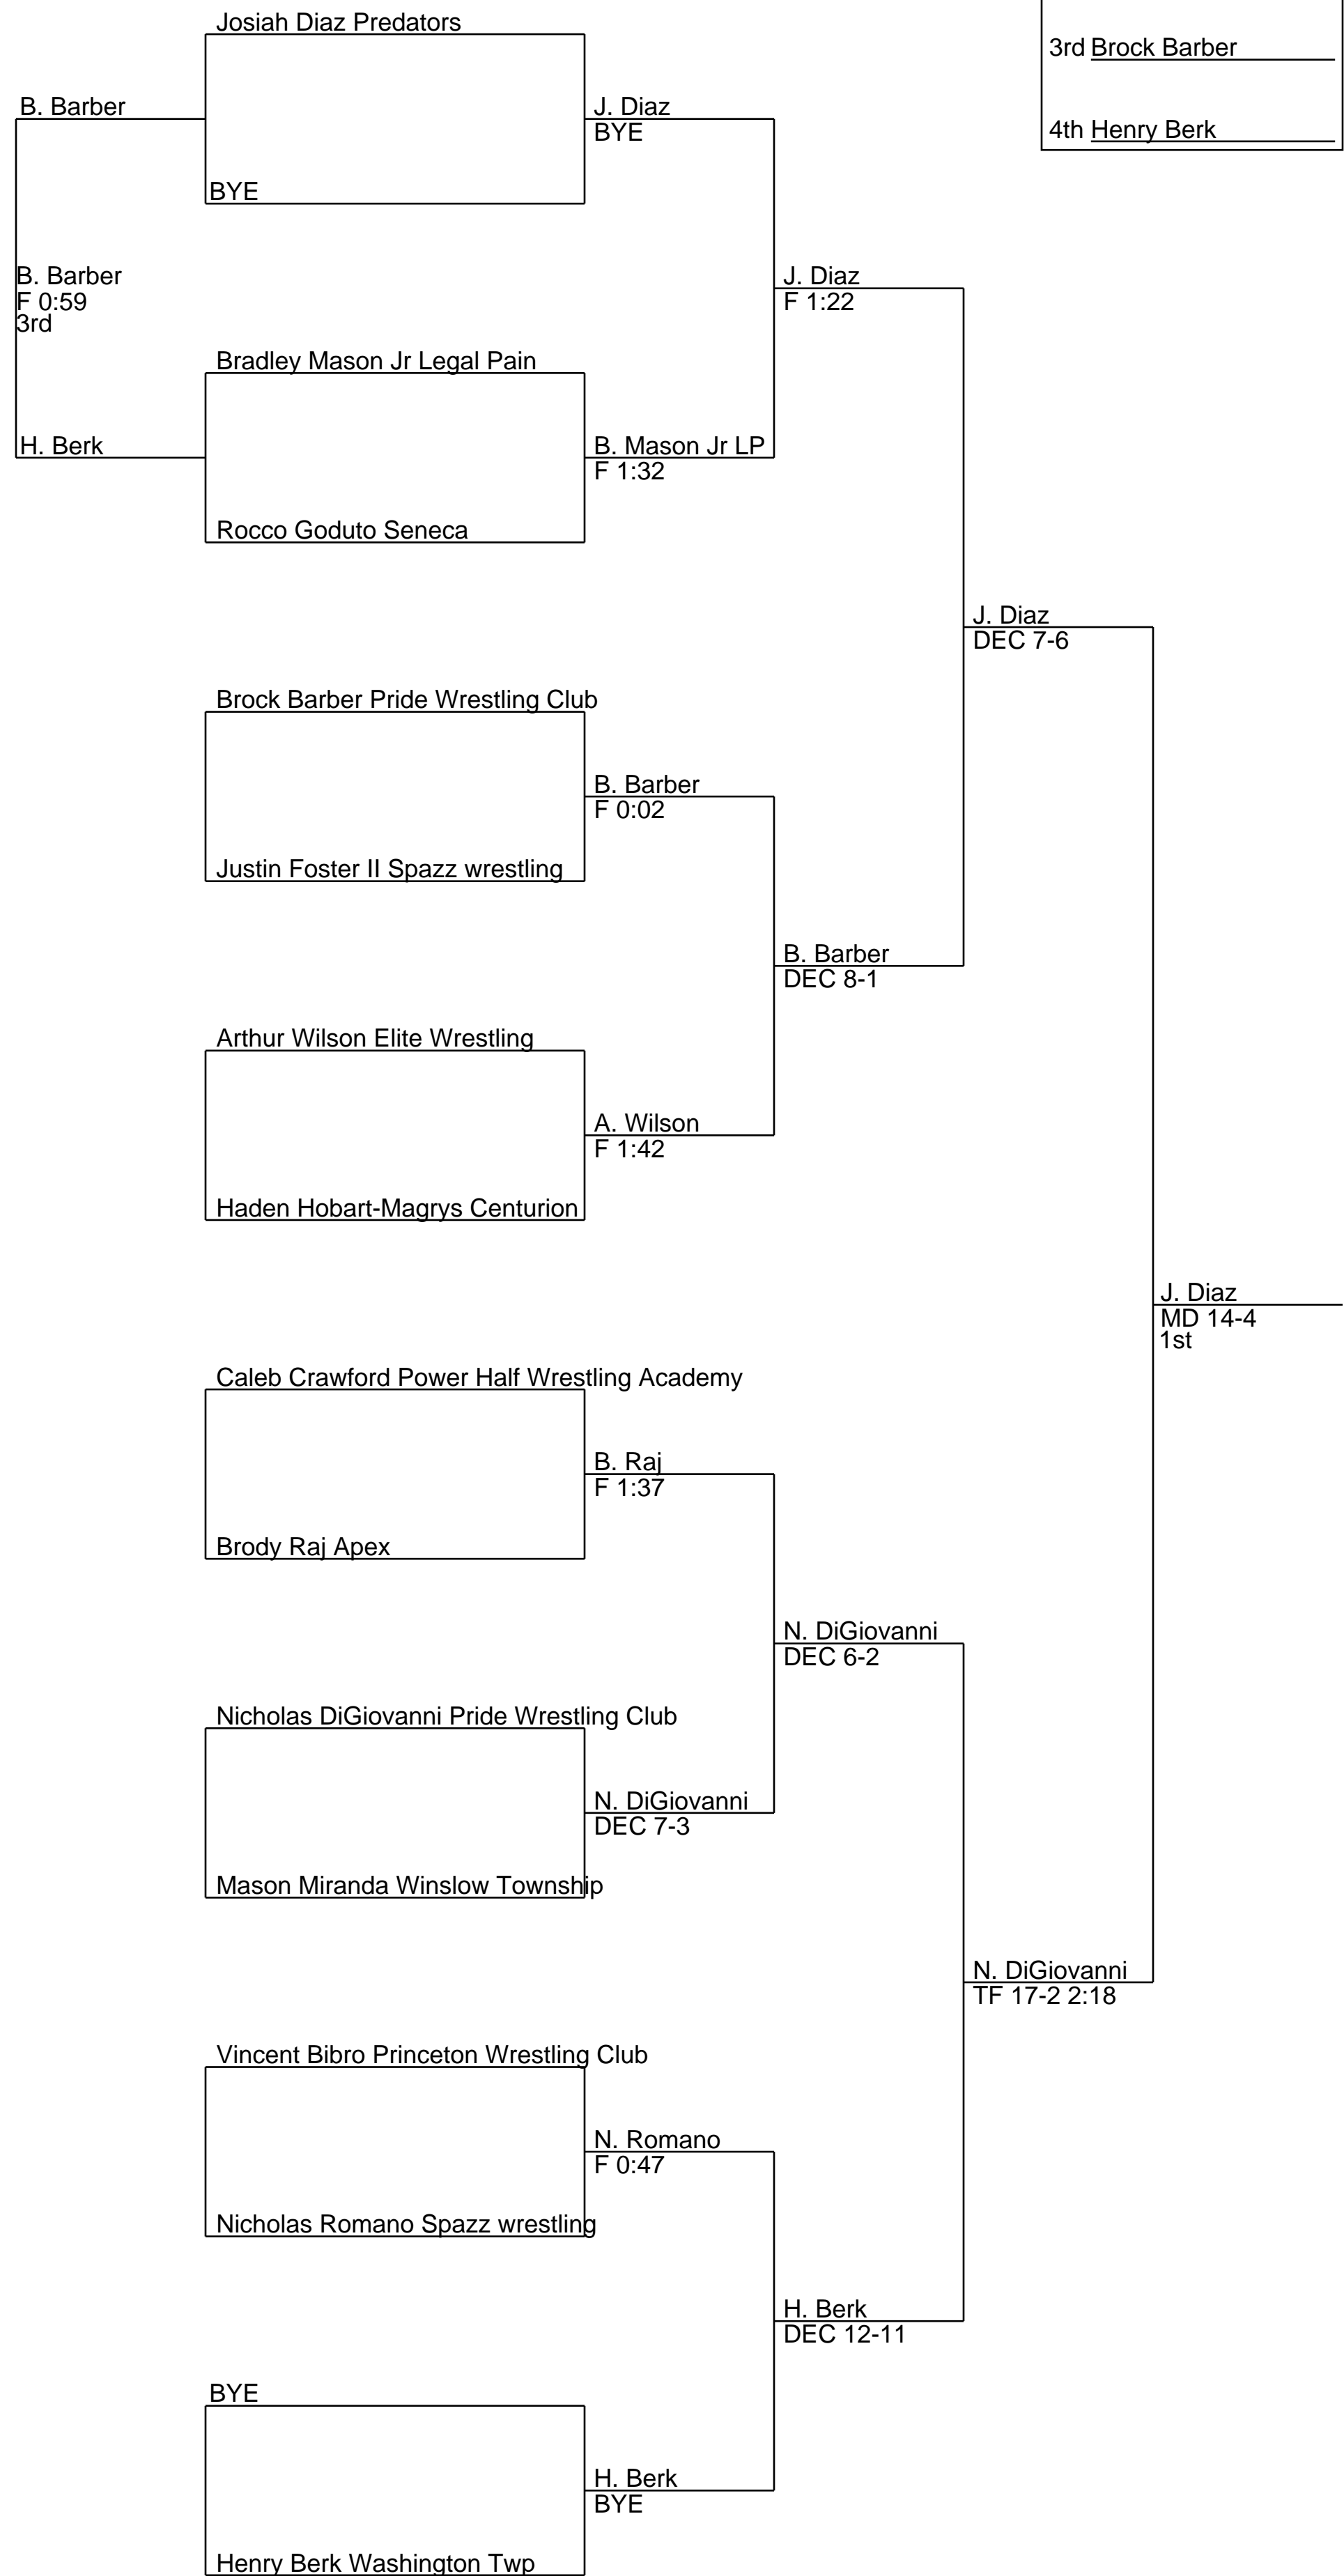 Josiah Diaz Predators
3rd Brock Barber
B. Barber
J. Diaz
BYE
4th Henry Berk
BYE
B. Barber
F 0:59
3rd
J. Diaz
F 1:22
Bradley Mason Jr Legal Pain
H. Berk
B. Mason Jr LP
F 1:32
Rocco Goduto Seneca
J. Diaz
DEC 7-6
Brock Barber Pride Wrestling Club
B. Barber
F 0:02
Justin Foster II Spazz wrestling
B. Barber
DEC 8-1
Arthur Wilson Elite Wrestling
A. Wilson
F 1:42
Haden Hobart-Magrys Centurion
J. Diaz
MD 14-4
1st
Caleb Crawford Power Half Wrestling Academy
B. Raj
F 1:37
Brody Raj Apex
N. DiGiovanni
DEC 6-2
Nicholas DiGiovanni Pride Wrestling Club
N. DiGiovanni
DEC 7-3
Mason Miranda Winslow Township
N. DiGiovanni
TF 17-2 2:18
Vincent Bibro Princeton Wrestling Club
N. Romano
F 0:47
Nicholas Romano Spazz wrestling
H. Berk
DEC 12-11
BYE
H. Berk
BYE
Henry Berk Washington Twp